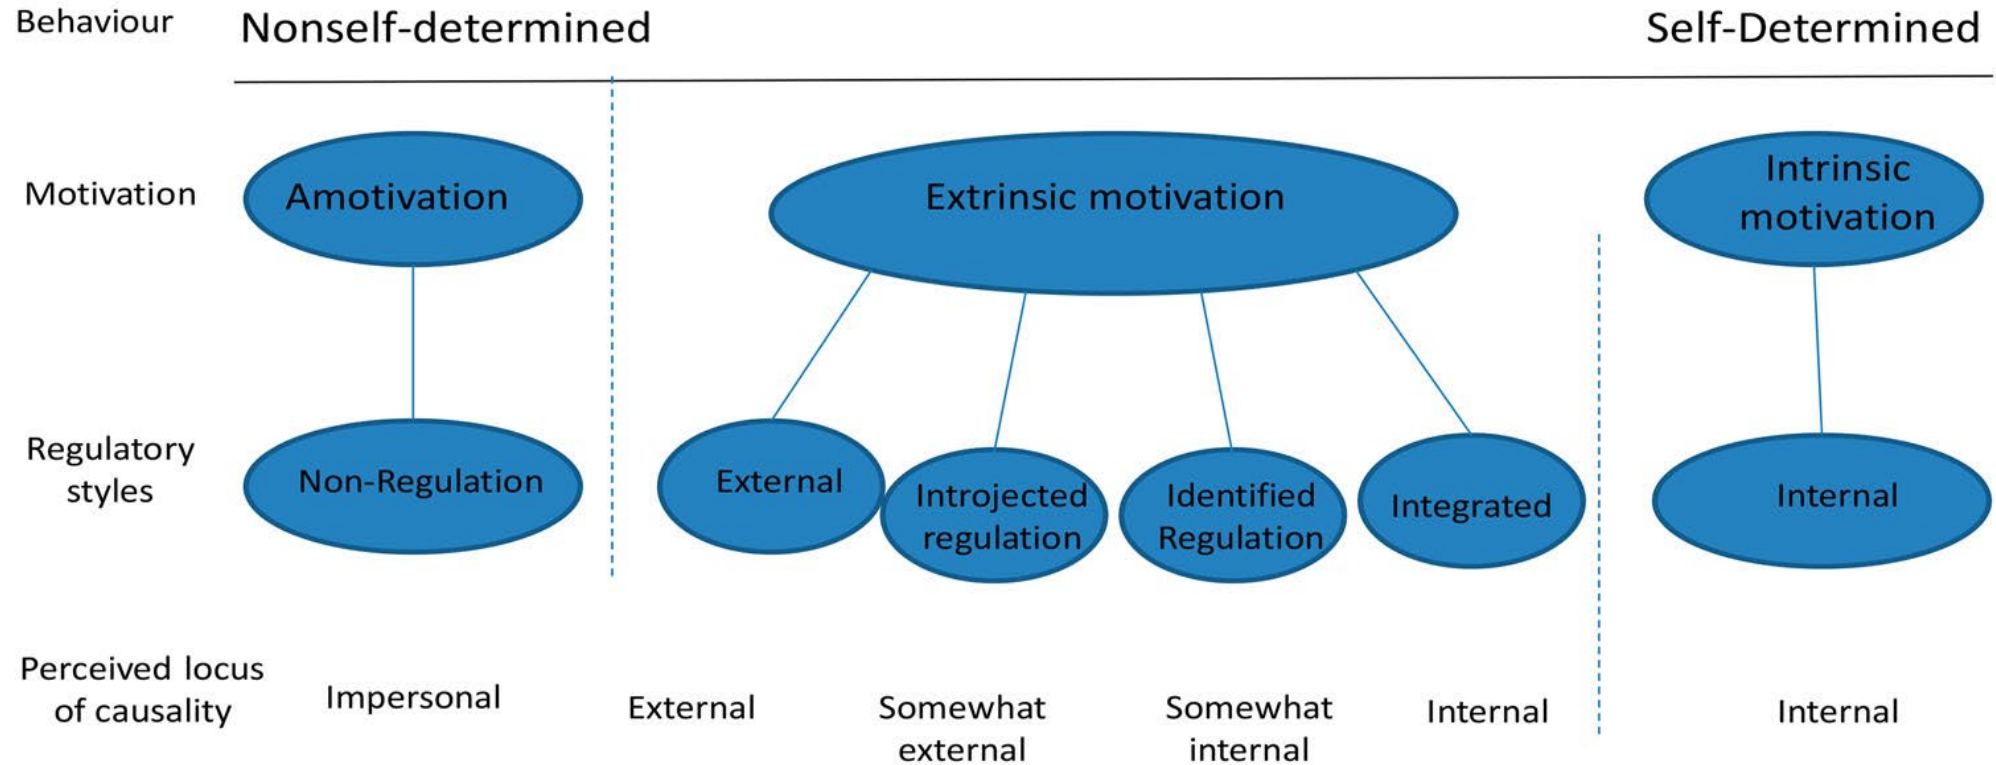 Behaviour
Nonself-determined
Self-Determined
Motivation
Amotivation
Extrinsic motivation
Intrinsic
motivation
Regulatory
styles
Non-Regulation
External
Introjected
regulation
Identified
Regulation
Integrated
Internal
Perceived locus
of causality
Impersonal
External
Somewhat
external
Somewhat
internal
Internal
Internal